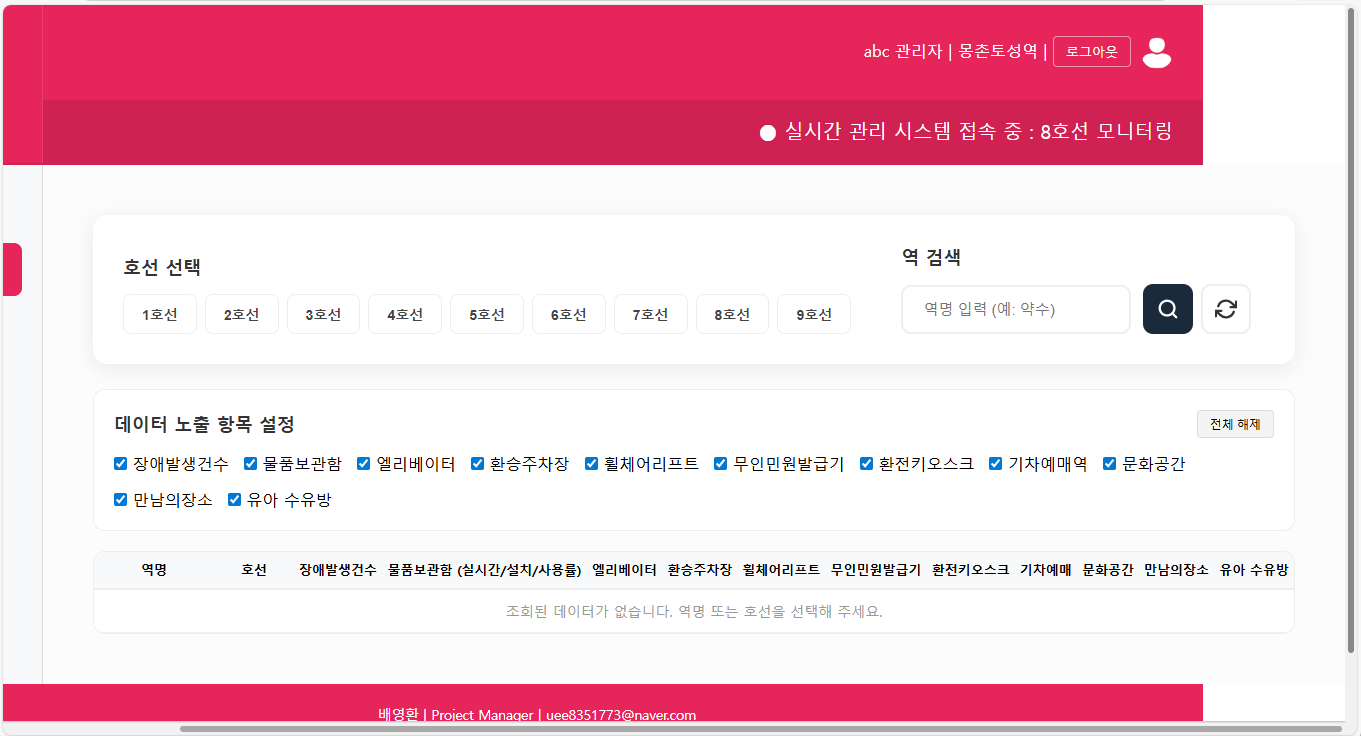 abc 관리자 | 몽촌토성역 | 로그아웃
실시간 관리 시스템 접속 중 : 8호선 모니터링
호선 선택
1호선 2호선 3호선 4호선 5호선 6호선 7호선 8호선 9호선
역 검색
역명 입력 (예: 약수)
데이터 노출 항목 설정
전체 해제
장애발생건수 물품보관함 엘리베이터 환승주차장 휠체어리프트 무인민원발급기 환전키오스크 기차예매역 문화공간
만남의장소 유아 수유방
역명 호선 장애발생건수 물품보관함 (실시간/설치/사용률) 엘리베이터 환승주차장 휠체어리프트 무인민원발급기 환전키오스크 기차예매 문화공간 만남의장소 유아 수유방
조회된 데이터가 없습니다. 역명 또는 호선을 선택해 주세요.
배영환 | Project Manager | uee8351773@naver.com